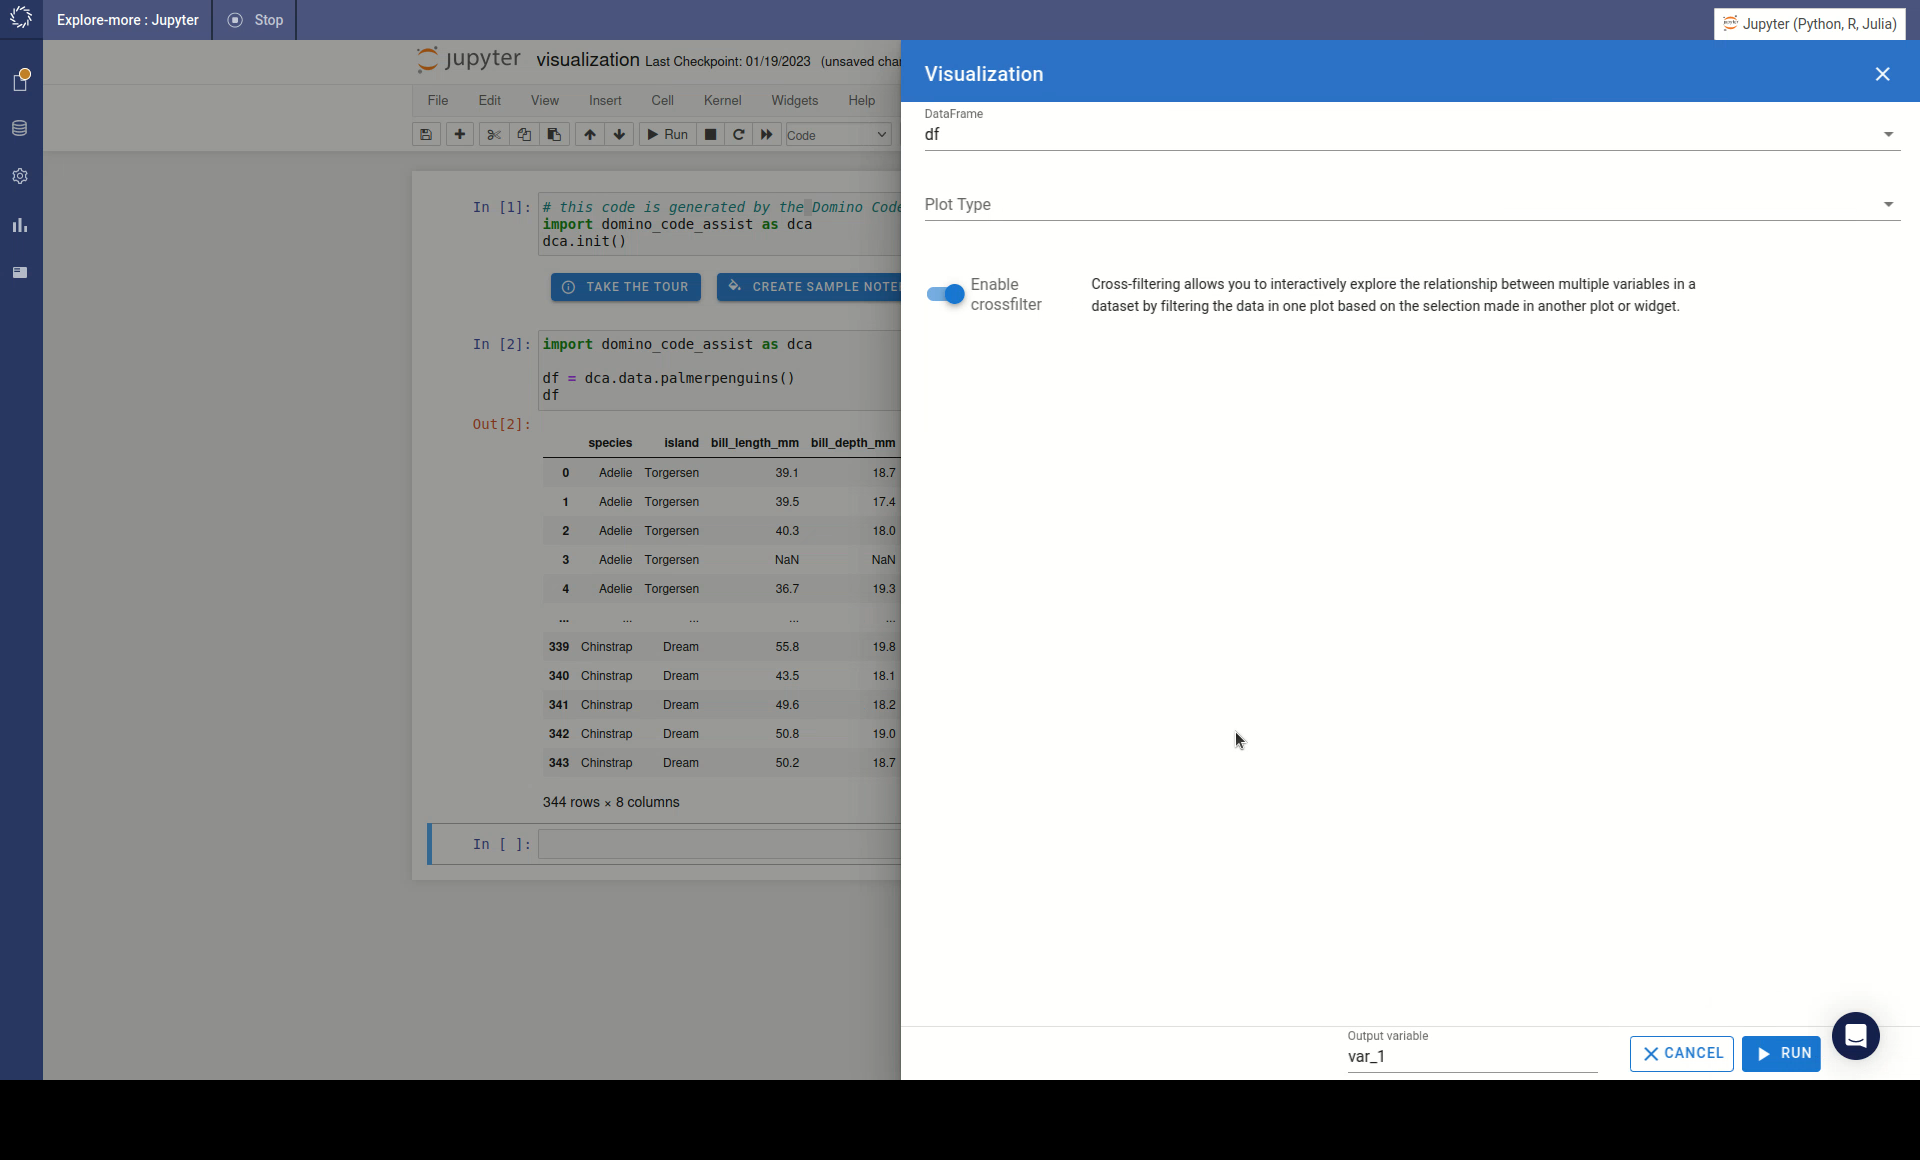 Explore-more : Jupyter
Stop
Jupyter (Python, R, Julia)
jupyter visualization Last Checkpoint: 01/19/2023 (unsaved char
File Edit View Insert Cell Kernel Widgets Help
Run Code
Visualization
DataFrame
df
Plot Type
Enable crossfilter
Cross-filtering allows you to interactively explore the relationship between multiple variables in a
dataset by filtering the data in one plot based on the selection made in another plot or widget.
In [1]:
# this code is generated by the Domino Code
import domino_code_assist as dca
dca.init()
TAKE THE TOUR
CREATE SAMPLE NOTE
In [2]:
import domino_code_assist as dca
df = dca.data.palmerpenguins()
df
Out[2]:
species island bill_length_mm bill_depth_mm
0 Adelie Torgersen 39.1 18.7
1 Adelie Torgersen 39.5 17.4
2 Adelie Torgersen 40.3 18.0
3 Adelie Torgersen NaN NaN
4 Adelie Torgersen 36.7 19.3
... ... ... ... ...
339 Chinstrap Dream 55.8 19.8
340 Chinstrap Dream 43.5 18.1
341 Chinstrap Dream 49.6 18.2
342 Chinstrap Dream 50.8 19.0
343 Chinstrap Dream 50.2 18.7
344 rows × 8 columns
In [ ]:
Output variable
var_1
CANCEL
RUN